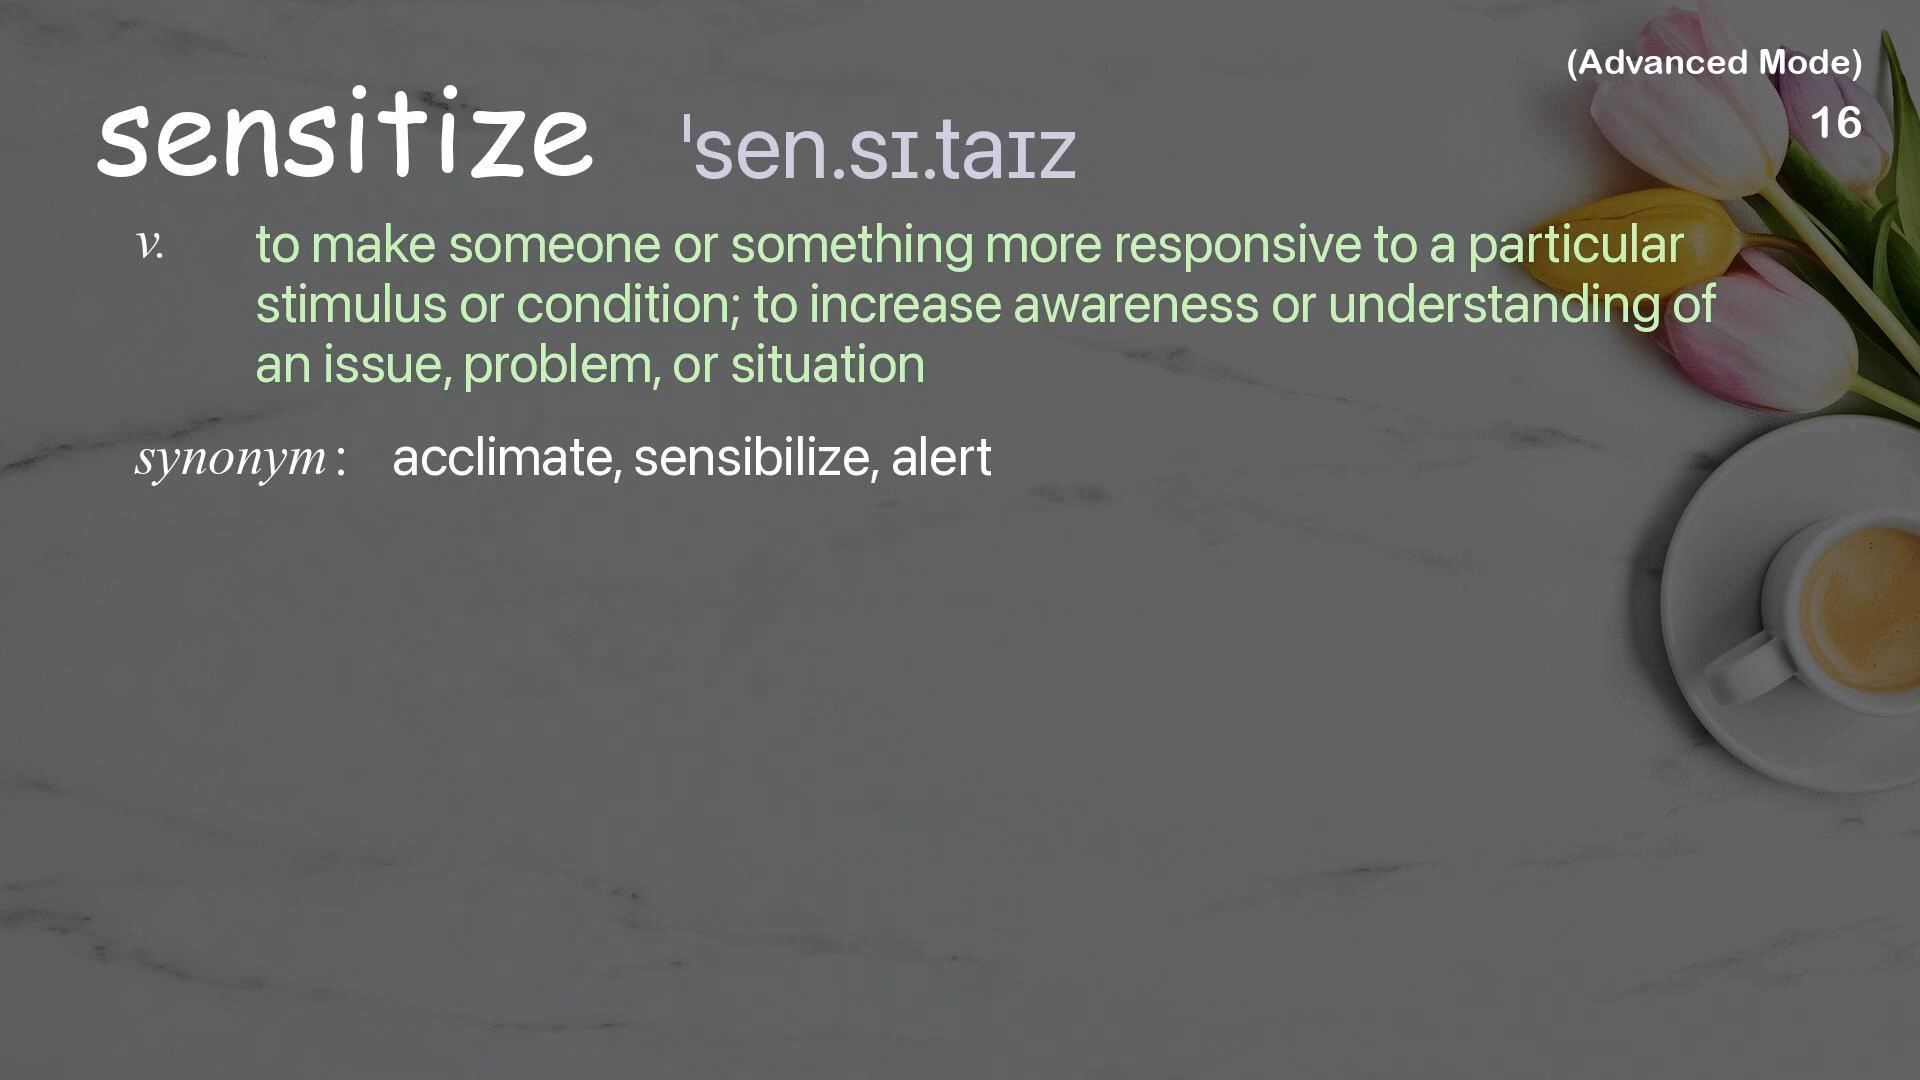 (Advanced Mode)
16
sensitize ˈsen.sɪ.taɪz
v. to make someone or something more responsive to a particular
stimulus or condition; to increase awareness or understanding of
an issue, problem, or situation
synonym: acclimate, sensibilize, alert